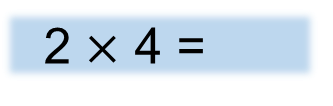 2 × 4 =